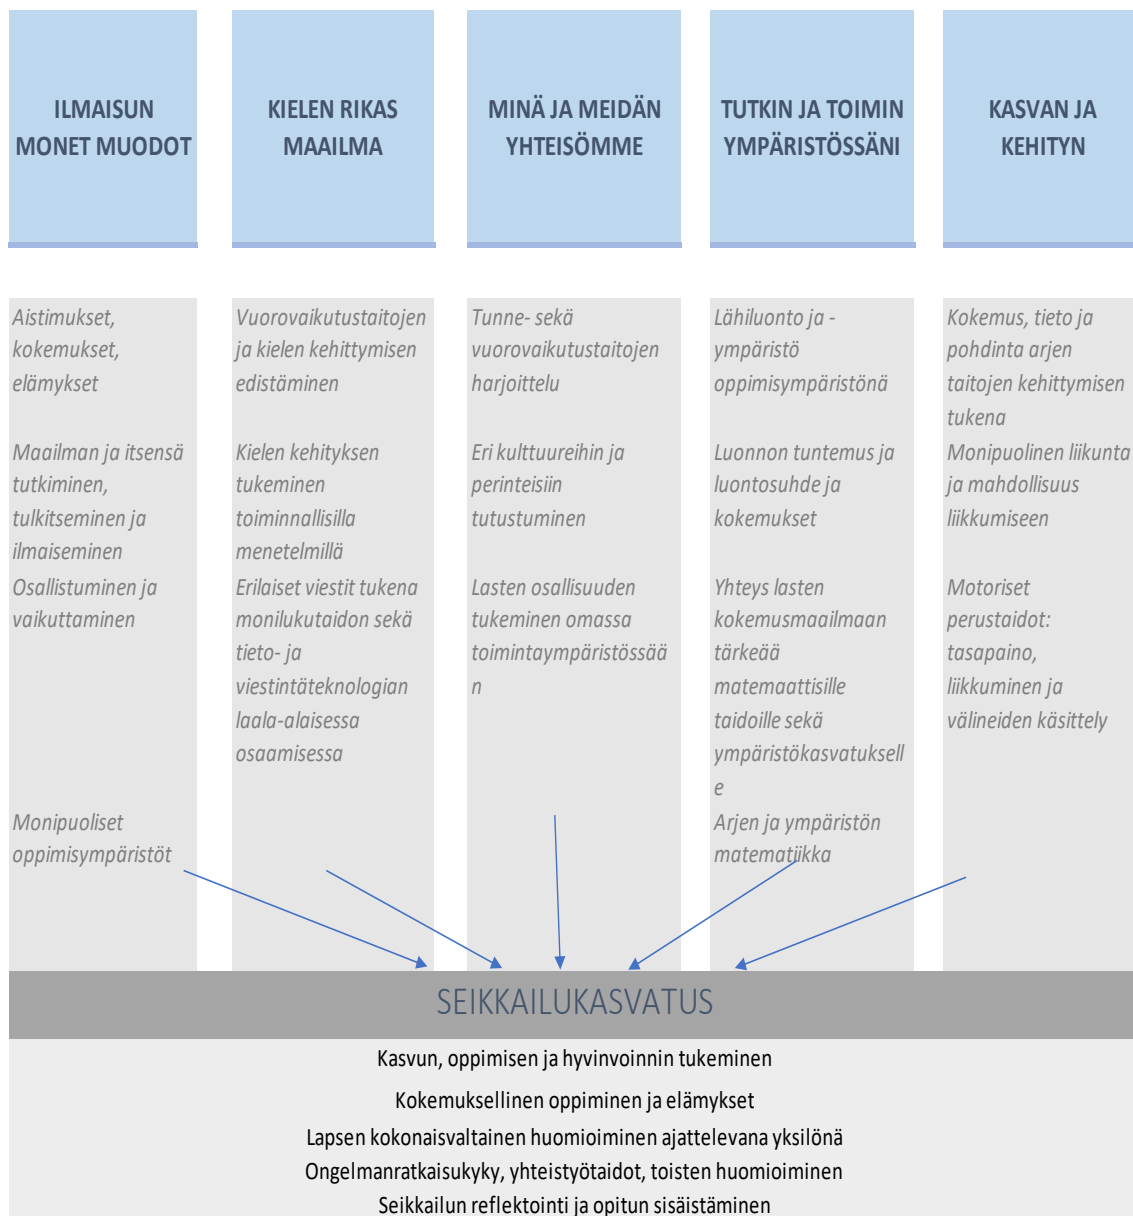 ILMAISUN
MONET MUODOT
KIELEN RIKAS
MAAILMA
MINÄ JA MEIDÄN
YHTEISÖMME
TUTKIN JA TOIMIN
YMPÄRISTÖSSÄNI
KASVAN JA
KEHITYN
Aistimukset,
kokemukset,
elämykset
Maailman ja itsensä
tutkiminen,
tulkitseminen ja
ilmaiseminen
Osallistuminen ja
vaikuttaminen
Monipuoliset
oppimisympäristöt
Vuorovaikutustaitojen
ja kielen kehittymisen
edistäminen
Kielen kehityksen
tukeminen
toiminnallisilla
menetelmillä
Erilaiset viestit tukena
monilukutaidon sekä
tieto- ja
viestintäteknologian
laala-alaisessa
osaamisessa
Tunne- sekä
vuorovaikutustaitojen
harjoittelu
Eri kulttuureihin ja
perinteisiin
tutustuminen
Lasten osallisuuden
tukeminen omassa
toimintaympäristössää
n
Lähiluonto ja -
ympäristö
oppimisympäristönä
Luonnon tuntemus ja
luontosuhde ja
kokemukset
Yhteys lasten
kokemusmaailmaan
tärkeää
matemaattisille
taidoille sekä
ympäristökasvatuksell
e
Arjen ja ympäristön
matematiikka
Kokemus, tieto ja
pohdinta arjen
taitojen kehittymisen
tukena
Monipuolinen liikunta
ja mahdollisuus
liikkumiseen
Motoriset
perustaidot:
tasapaino,
liikkuminen ja
välineiden käsittely
SEIKKAILUKASVATUS
Kasvun, oppimisen ja hyvinvoinnin tukeminen
Kokemuksellinen oppiminen ja elämykset
Lapsen kokonaisvaltainen huomioiminen ajattelevana yksilönä
Ongelmanratkaisukyky, yhteistyötaidot, toisten huomioiminen
Seikkailun reflektointi ja opitun sisäistäminen